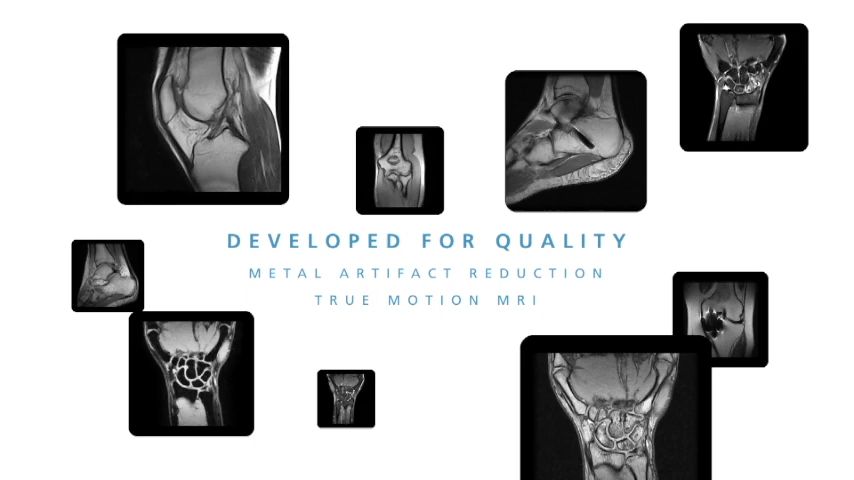 DEVELOPED FOR QUALITY
METAL ARTIFACT REDUCTION
TRUE MOTION MRI